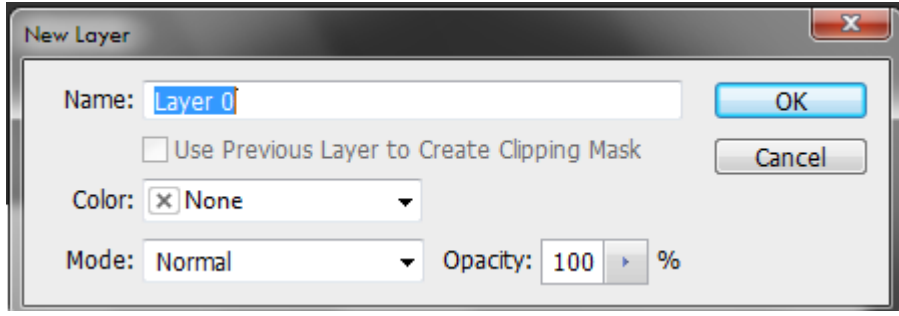 New Layer
Name: Layer 0 OK
Use Previous Layer to Create Clipping Mask Cancel
Color: None
Mode: Normal Opacity: 100 %